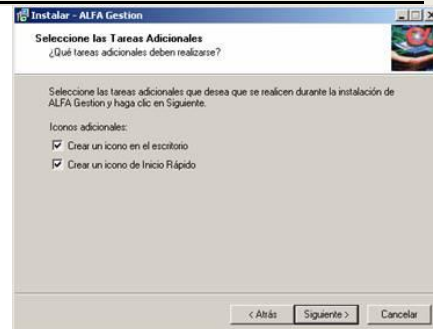 Instalar - ALFA Gestion
Seleccione las Tareas Adicionales
¿Qué tareas adicionales deben realizarse?
Seleccione las tareas adicionales que desea que se realicen durante la instalación de
ALFA Gestion y haga clic en Siguiente.
Iconos adicionales:
Crear un icono en el escritorio
Crear un icono de Inicio Rápido
< Atrás Siguiente > Cancelar